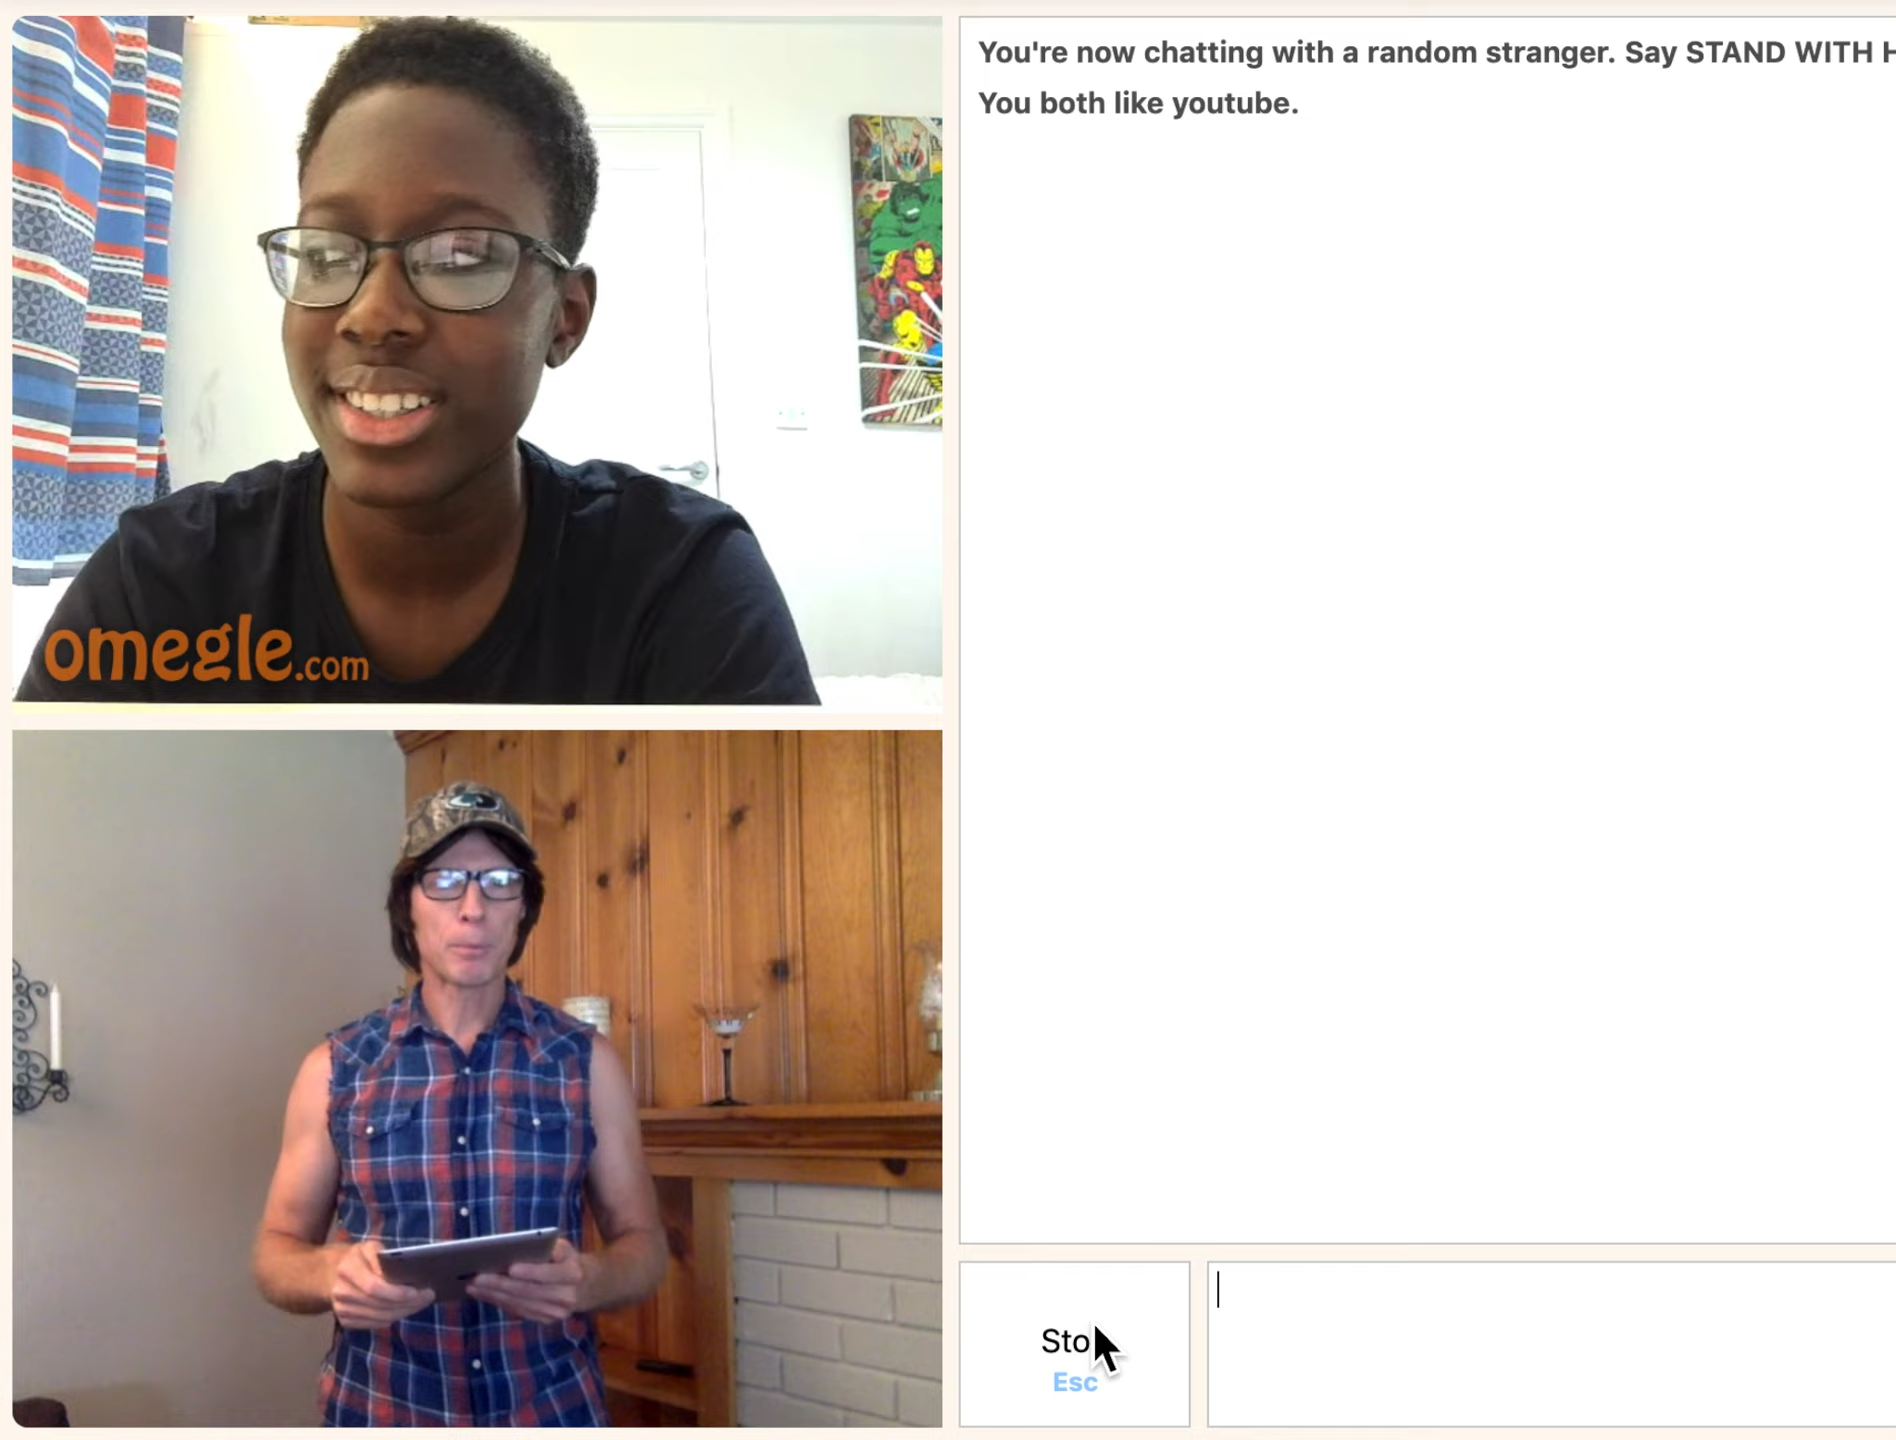 You're now chatting with a random stranger. Say STAND WITH H
You both like youtube.
omegle.com
Sto
Esc